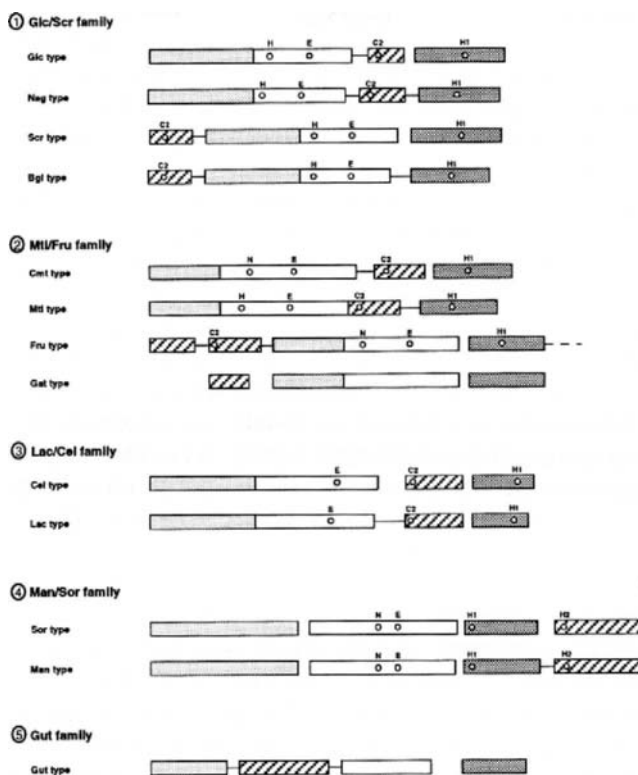 ① Glc/Scr family
Glc type H E C2 H1
Nag type H E C2 H1
Scr type C2 H E H1
Bgl type C2 H E H1
② Mtl/Fru family
Cmt type N E C2 H1
Mtl type H E C2 H1
Fru type C2 N E H1
Gat type
③ Lac/Cel family
Cel type E C2 H1
Lac type E C2 H1
④ Man/Sor family
Sor type N E H1 H2
Man type N E H1 H2
⑤ Gut family
Gut type